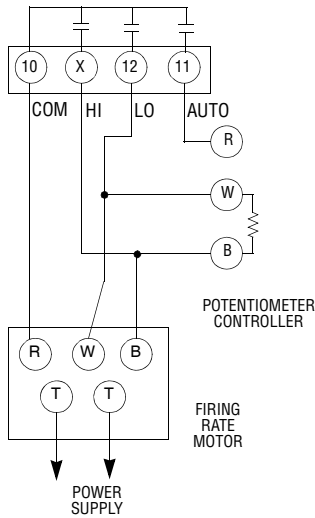 10 X 12 11
COM HI LO AUTO
R
W
B
POTENTIOMETER
CONTROLLER
R W B
T T
FIRING
RATE
MOTOR
POWER
SUPPLY